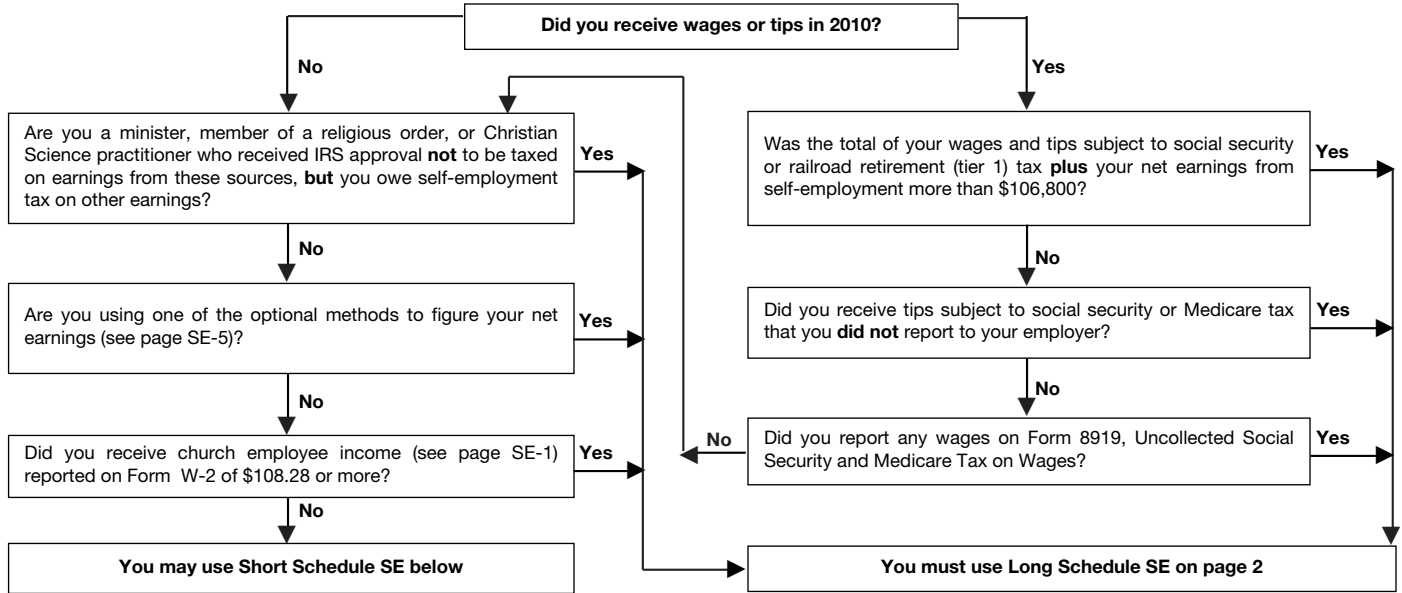 Did you receive wages or tips in 2010?
No
Yes
Are you a minister, member of a religious order, or Christian
Science practitioner who received IRS approval not to be taxed
on earnings from these sources, but you owe self-employment
tax on other earnings?
Yes
Was the total of your wages and tips subject to social security
or railroad retirement (tier 1) tax plus your net earnings from
self-employment more than $106,800?
Yes
No
No
Are you using one of the optional methods to figure your net
earnings (see page SE-5)?
Yes
Did you receive tips subject to social security or Medicare tax
that you did not report to your employer?
Yes
No
No
Did you receive church employee income (see page SE-1)
reported on Form W-2 of $108.28 or more?
Yes
No
Did you report any wages on Form 8919, Uncollected Social
Security and Medicare Tax on Wages?
Yes
No
You may use Short Schedule SE below
You must use Long Schedule SE on page 2